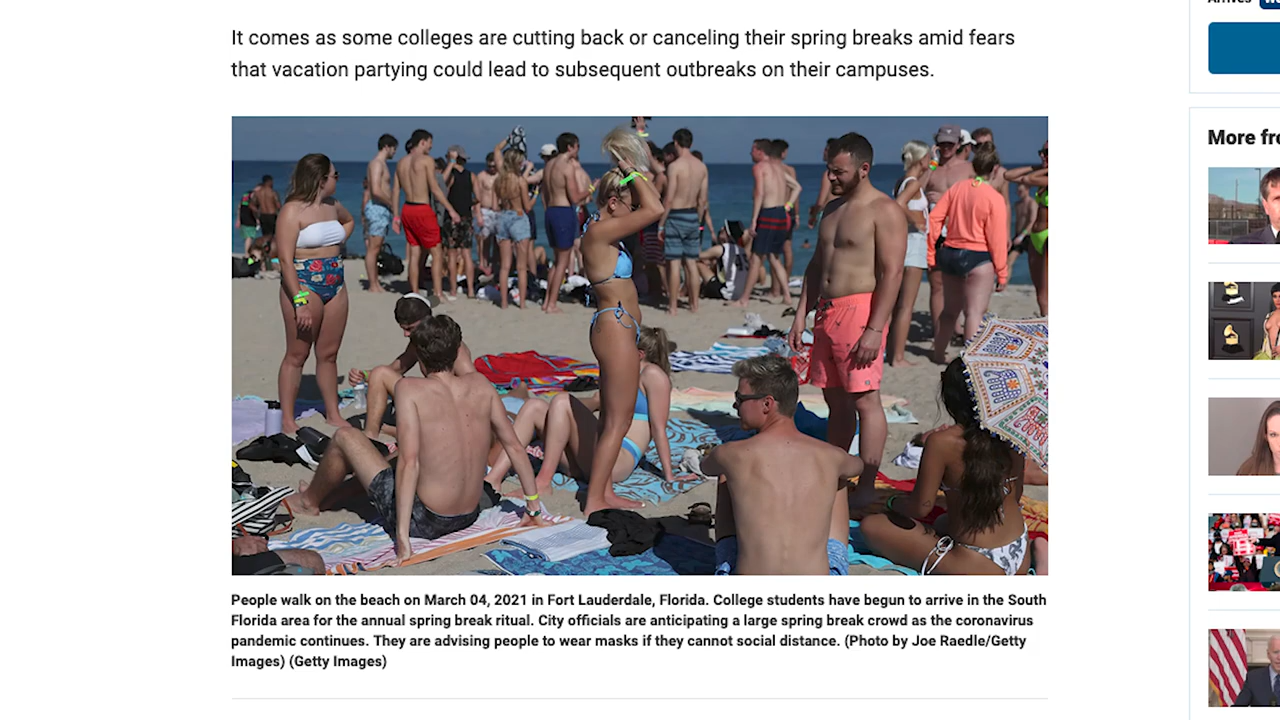 It comes as some colleges are cutting back or canceling their spring breaks amid fears
that vacation partying could lead to subsequent outbreaks on their campuses.
More fro
People walk on the beach on March 04, 2021 in Fort Lauderdale, Florida. College students have begun to arrive in the South
Florida area for the annual spring break ritual. City officials are anticipating a large spring break crowd as the coronavirus
pandemic continues. They are advising people to wear masks if they cannot social distance. (Photo by Joe Raedle/Getty
Images) (Getty Images)